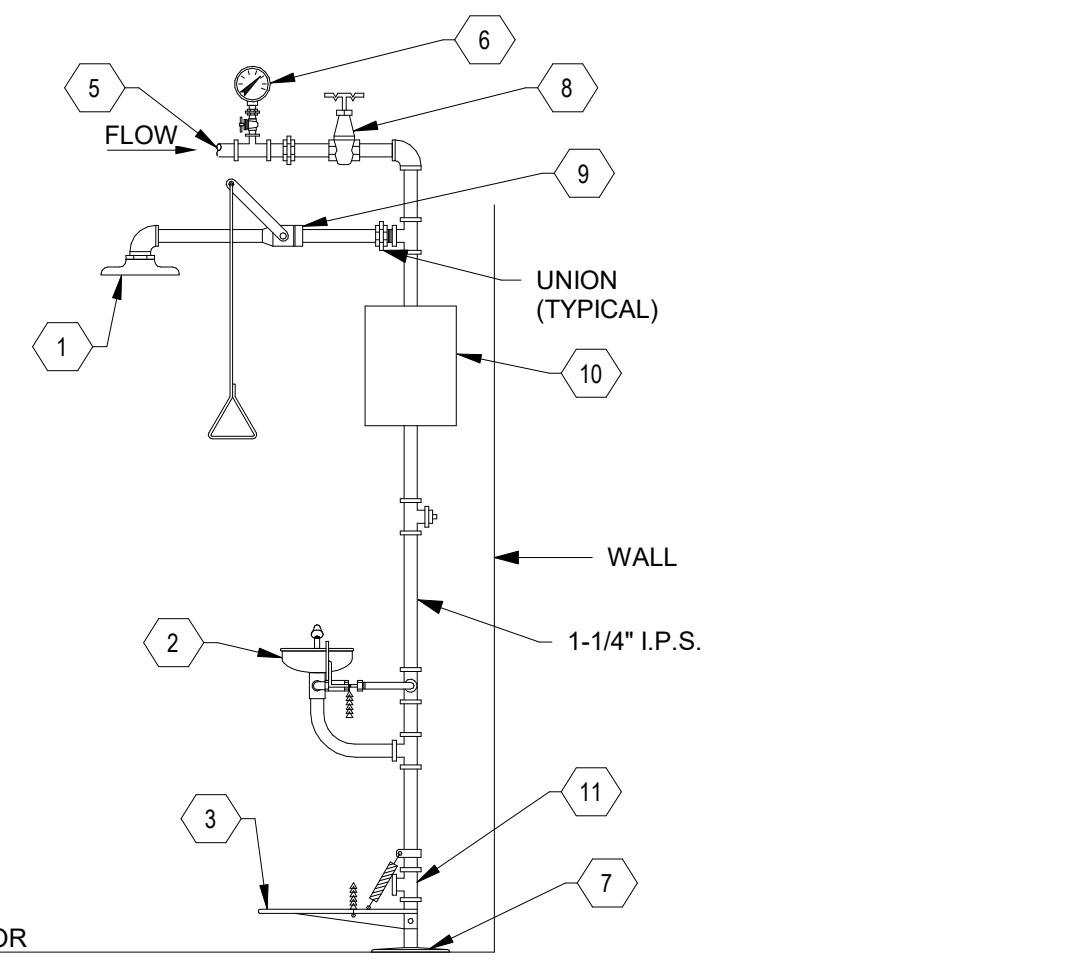 6
5
8
FLOW
9
UNION
(TYPICAL)
1
10
WALL
2
1-1/4" I.P.S.
11
3
7
OR